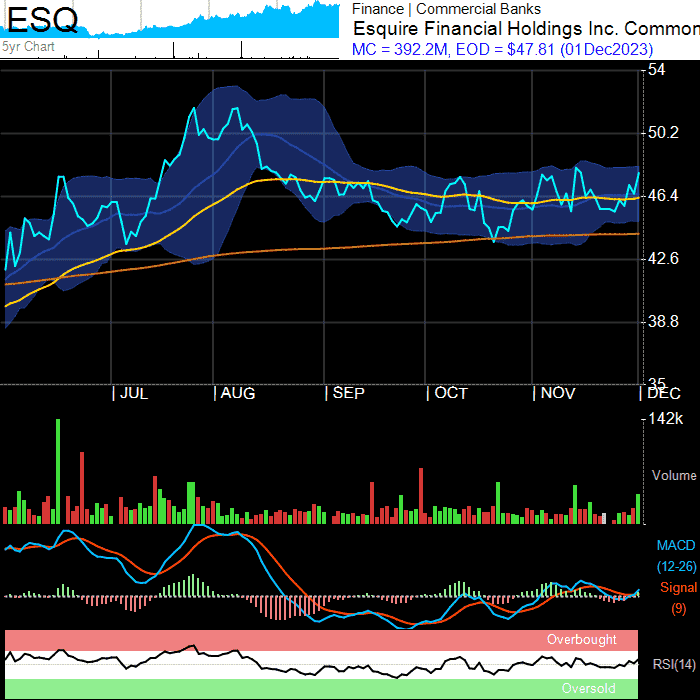 ESQ
5yr Chart
Finance | Commercial Banks
Esquire Financial Holdings Inc. Common
MC = 392.2M, EOD = $47.81 (01Dec2023)
54
50.2
46.4
42.6
38.8
35
JUL
AUG
SEP
OCT
NOV
DEC
142k
Volume
MACD
(12-26)
Signal
(9)
Overbought
RSI(14)
Oversold